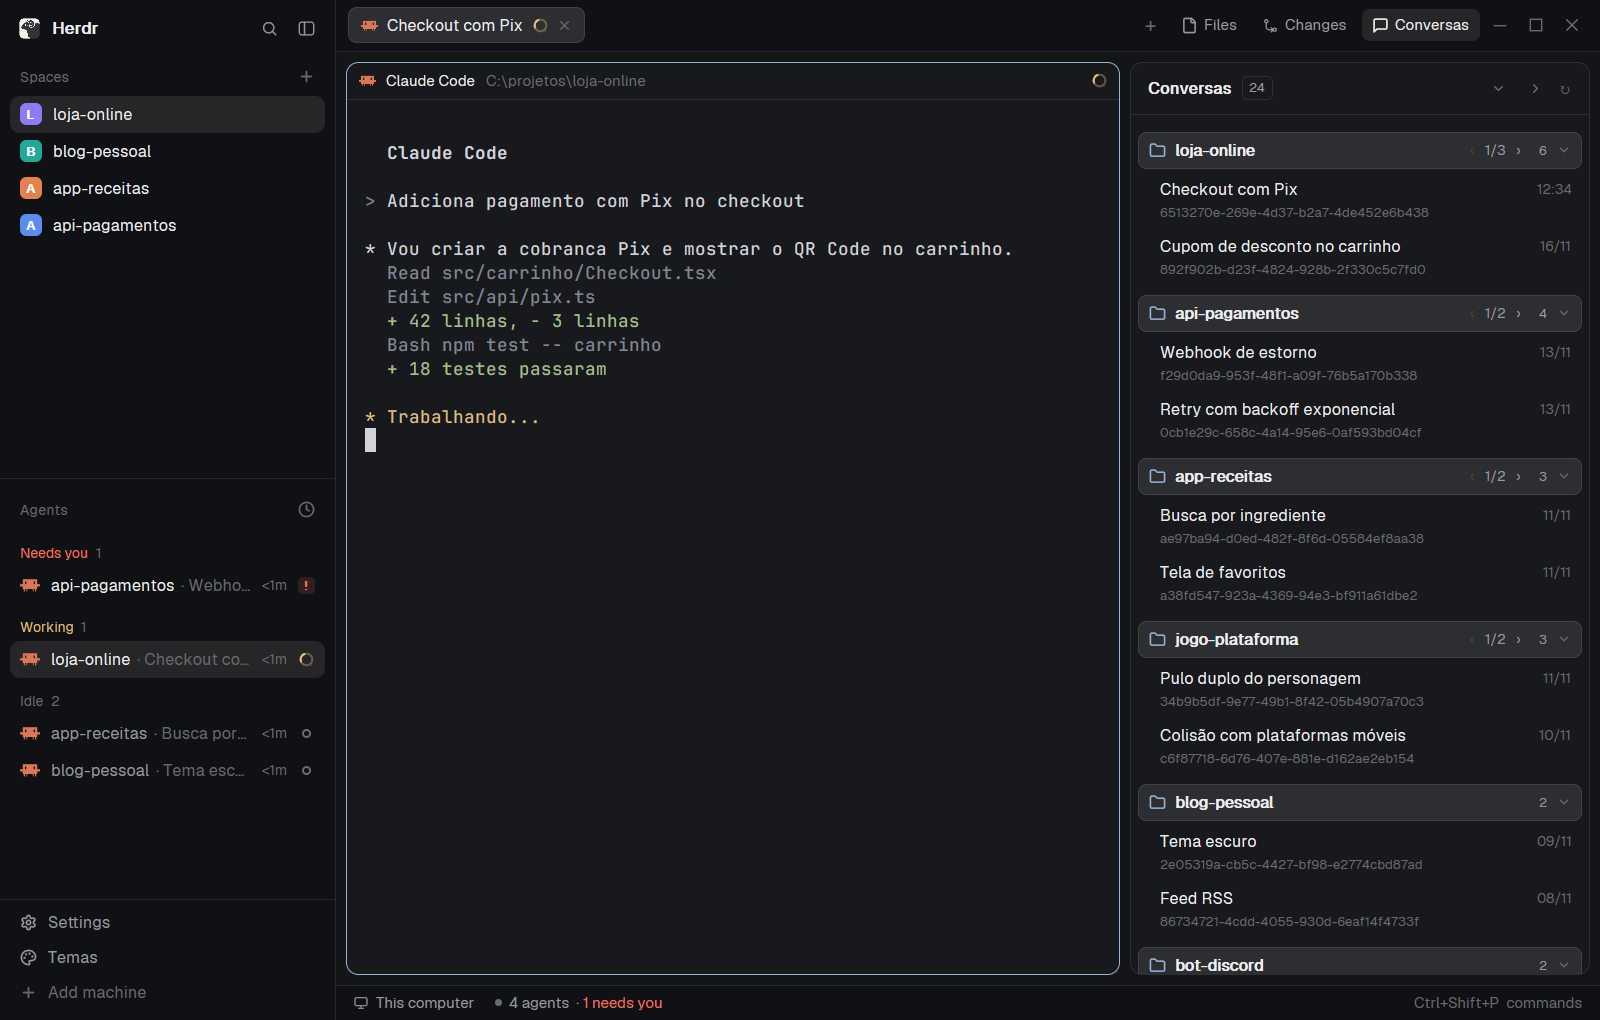 Herdr
Spaces
L loja-online
B blog-pessoal
A app-receitas
A api-pagamentos
Agents
Needs you 1
api-pagamentos · Webho... <1m !
Working 1
loja-online · Checkout co... <1m
Idle 2
app-receitas · Busca por... <1m
blog-pessoal · Tema esc... <1m
Settings
Temas
+ Add machine
Checkout com Pix
Files
Changes
Conversas
Claude Code C:\projetos\loja-online
Claude Code
> Adiciona pagamento com Pix no checkout
* Vou criar a cobranca Pix e mostrar o QR Code no carrinho.
Read src/carrinho/Checkout.tsx
Edit src/api/pix.ts
+ 42 linhas, - 3 linhas
Bash npm test -- carrinho
+ 18 testes passaram
* Trabalhando...
Conversas 24
loja-online ‹ 1/3 › 6
Checkout com Pix 12:34
6513270e-269e-4d37-b2a7-4de452e6b438
Cupom de desconto no carrinho 16/11
892f902b-d23f-4824-928b-2f330c5c7fd0
api-pagamentos ‹ 1/2 › 4
Webhook de estorno 13/11
f29d0da9-953f-48f1-a09f-76b5a170b338
Retry com backoff exponencial 13/11
0cb1e29c-658c-4a14-95e6-0af593bd04cf
app-receitas ‹ 1/2 › 3
Busca por ingrediente 11/11
ae97ba94-d0ed-482f-8f6d-05584ef8aa38
Tela de favoritos 11/11
a38fd547-923a-4369-94e3-bf911a61dbe2
jogo-plataforma ‹ 1/2 › 3
Pulo duplo do personagem 11/11
34b9b5df-9e77-49b1-8f42-05b4907a70c3
Colisão com plataformas móveis 10/11
c6f87718-6d76-407e-881e-d162ae2eb154
blog-pessoal 2
Tema escuro 09/11
2e05319a-cb5c-4427-bf98-e2774cbd87ad
Feed RSS 08/11
86734721-4cdd-4055-930d-6eaf14f4733f
bot-discord 2
This computer
4 agents · 1 needs you
Ctrl+Shift+P commands